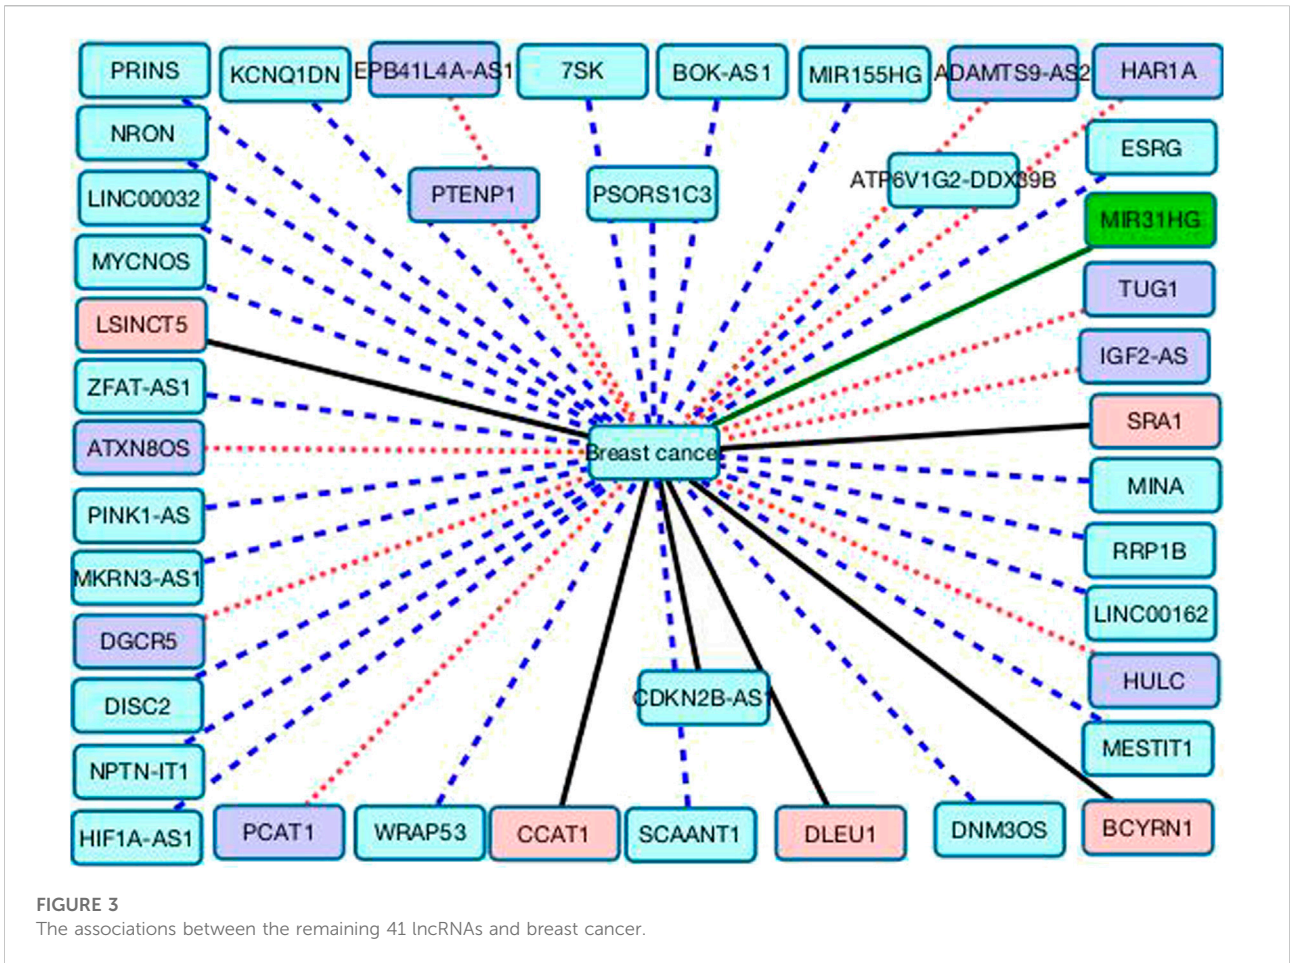 PRINS
KCNQ1DN
EPB41L4A-AS1
7SK
BOK-AS1
MIR155HG
ADAMTS9-AS2
HAR1A
NRON
ESRG
LINC00032
PTENP1
PSORS1C3
ATP6V1G2-DDX39B
MIR31HG
MYCNOS
TUG1
LSINCT5
IGF2-AS
ZFAT-AS1
SRA1
ATXN8OS
Breast cancer
MINA
PINK1-AS
RRP1B
MKRN3-AS1
LINC00162
DGCR5
HULC
DISC2
CDKN2B-AS1
MESTIT1
NPTN-IT1
HIF1A-AS1
PCAT1
WRAP53
CCAT1
SCAANT1
DLEU1
DNM3OS
BCYRN1
FIGURE 3
The associations between the remaining 41 lncRNAs and breast cancer.